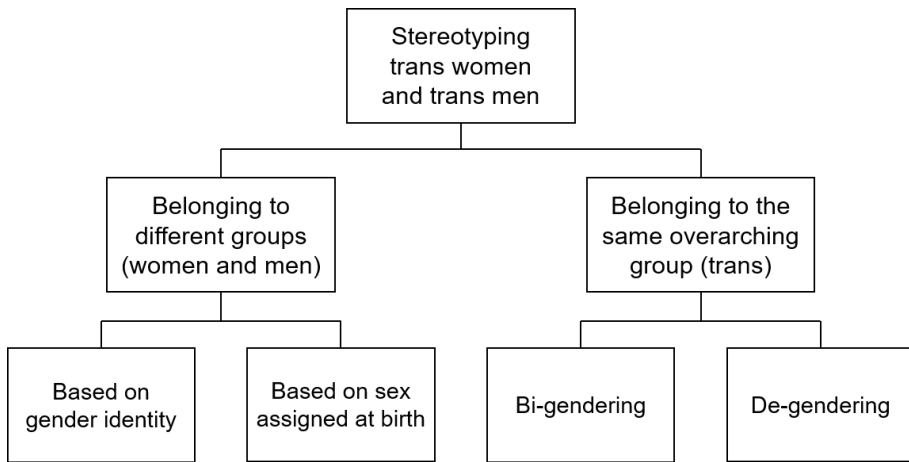 Stereotyping
trans women
and trans men
Belonging to
different groups
(women and men)
Belonging to the
same overarching
group (trans)
Based on
gender identity
Based on sex
assigned at birth
Bi-gendering
De-gendering